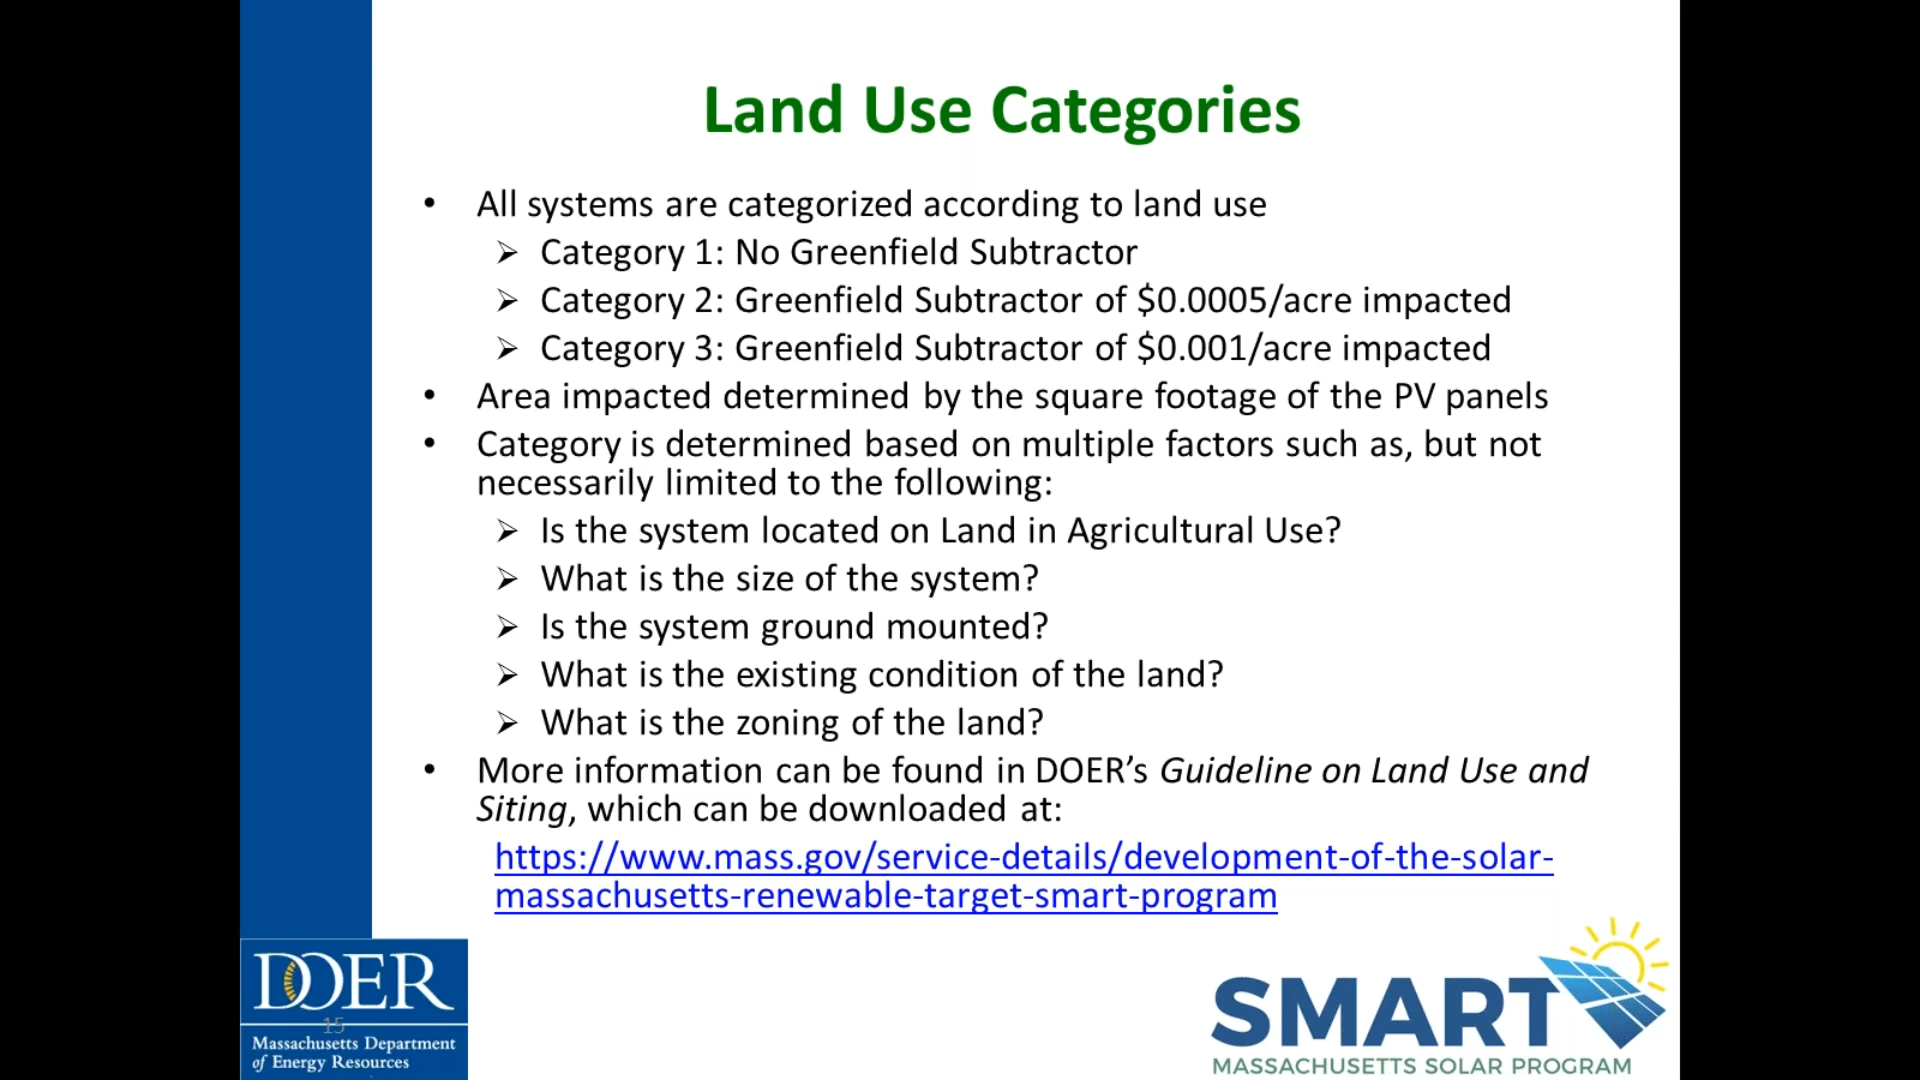 Land Use Categories
• All systems are categorized according to land use
➢ Category 1: No Greenfield Subtractor
➢ Category 2: Greenfield Subtractor of $0.0005/acre impacted
➢ Category 3: Greenfield Subtractor of $0.001/acre impacted
• Area impacted determined by the square footage of the PV panels
• Category is determined based on multiple factors such as, but not
necessarily limited to the following:
➢ Is the system located on Land in Agricultural Use?
➢ What is the size of the system?
➢ Is the system ground mounted?
➢ What is the existing condition of the land?
➢ What is the zoning of the land?
• More information can be found in DOER’s Guideline on Land Use and
Siting, which can be downloaded at:
https://www.mass.gov/service-details/development-of-the-solar-
massachusetts-renewable-target-smart-program
DOER
15
Massachusetts Department
of Energy Resources
SMART
MASSACHUSETTS SOLAR PROGRAM